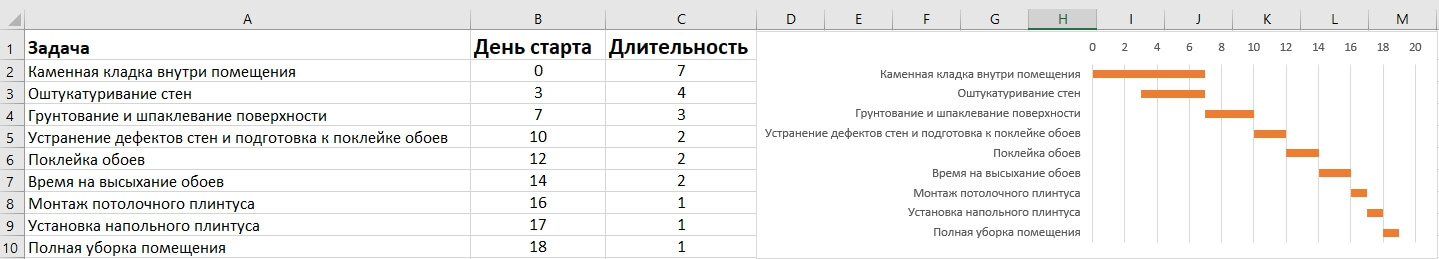 A B C D E F G H I J K L M
1 Задача День старта Длительность
2 Каменная кладка внутри помещения 0 7
3 Оштукатуривание стен 3 4
4 Грунтование и шпаклевание поверхности 7 3
5 Устранение дефектов стен и подготовка к поклейке обоев 10 2
6 Поклейка обоев 12 2
7 Время на высыхание обоев 14 2
8 Монтаж потолочного плинтуса 16 1
9 Установка напольного плинтуса 17 1
10 Полная уборка помещения 18 1
0 2 4 6 8 10 12 14 16 18 20
Каменная кладка внутри помещения
Оштукатуривание стен
Грунтование и шпаклевание поверхности
Устранение дефектов стен и подготовка к поклейке обоев
Поклейка обоев
Время на высыхание обоев
Монтаж потолочного плинтуса
Установка напольного плинтуса
Полная уборка помещения